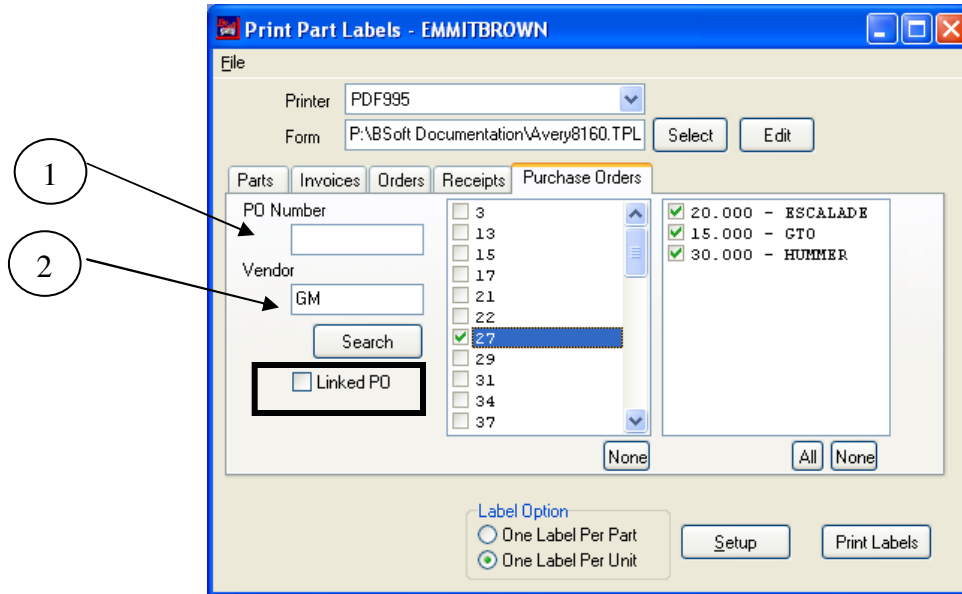 Print Part Labels - EMMITBROWN
File
Printer PDF995
Form P:\BSoft Documentation\Avery8160.TPL Select Edit
1
Parts Invoices Orders Receipts Purchase Orders
PO Number
2
Vendor
GM
Search
Linked PO
3
13
15
17
21
22
27
29
31
34
37
None
20.000 - ESCALADE
15.000 - GTO
30.000 - HUMMER
All None
Label Option
One Label Per Part
One Label Per Unit
Setup Print Labels